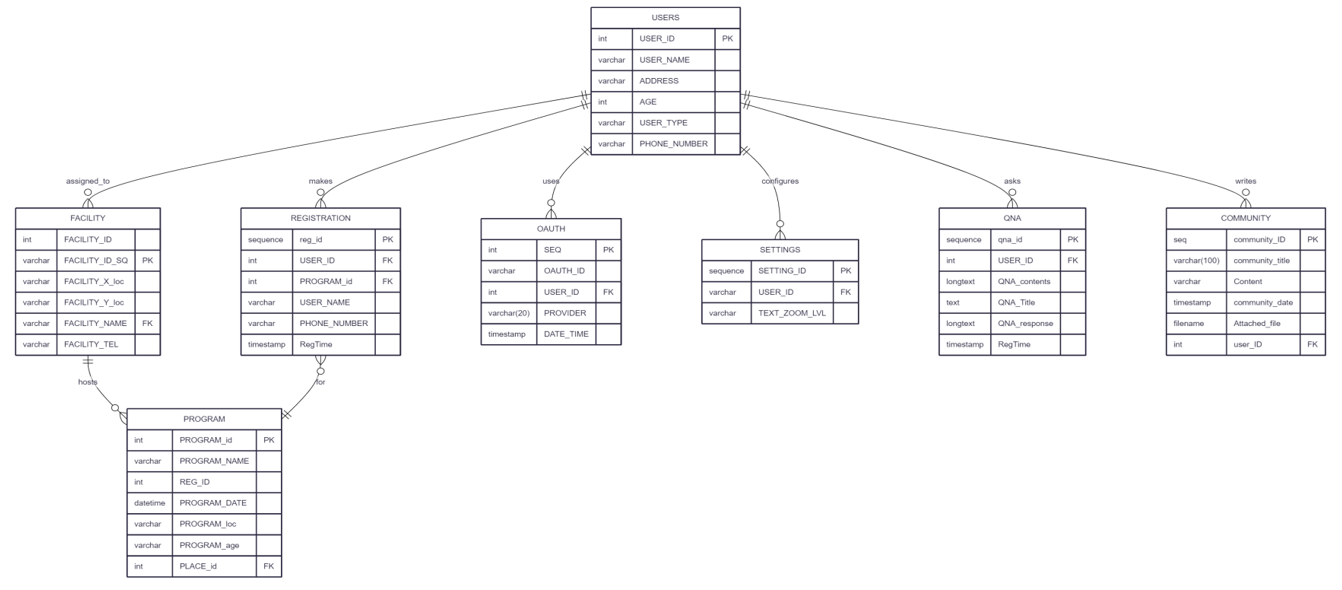 USERS
int USER_ID PK
varchar USER_NAME
varchar ADDRESS
int AGE
varchar USER_TYPE
varchar PHONE_NUMBER
assigned_to
makes
uses
configures
asks
writes
FACILITY
int FACILITY_ID
varchar FACILITY_ID_SQ PK
varchar FACILITY_X_loc
varchar FACILITY_Y_loc
varchar FACILITY_NAME FK
varchar FACILITY_TEL
REGISTRATION
sequence reg_id PK
int USER_ID FK
int PROGRAM_id FK
varchar USER_NAME
varchar PHONE_NUMBER
timestamp RegTime
OAUTH
int SEQ PK
varchar OAUTH_ID
int USER_ID FK
varchar(20) PROVIDER
timestamp DATE_TIME
SETTINGS
sequence SETTING_ID PK
varchar USER_ID FK
varchar TEXT_ZOOM_LVL
QNA
sequence qna_id PK
int USER_ID FK
longtext QNA_contents
text QNA_Title
longtext QNA_response
timestamp RegTime
COMMUNITY
seq community_ID PK
varchar(100) community_title
varchar Content
timestamp community_date
filename Attached_file
int user_ID FK
hosts
for
PROGRAM
int PROGRAM_id PK
varchar PROGRAM_NAME
int REG_ID
datetime PROGRAM_DATE
varchar PROGRAM_loc
varchar PROGRAM_age
int PLACE_id FK